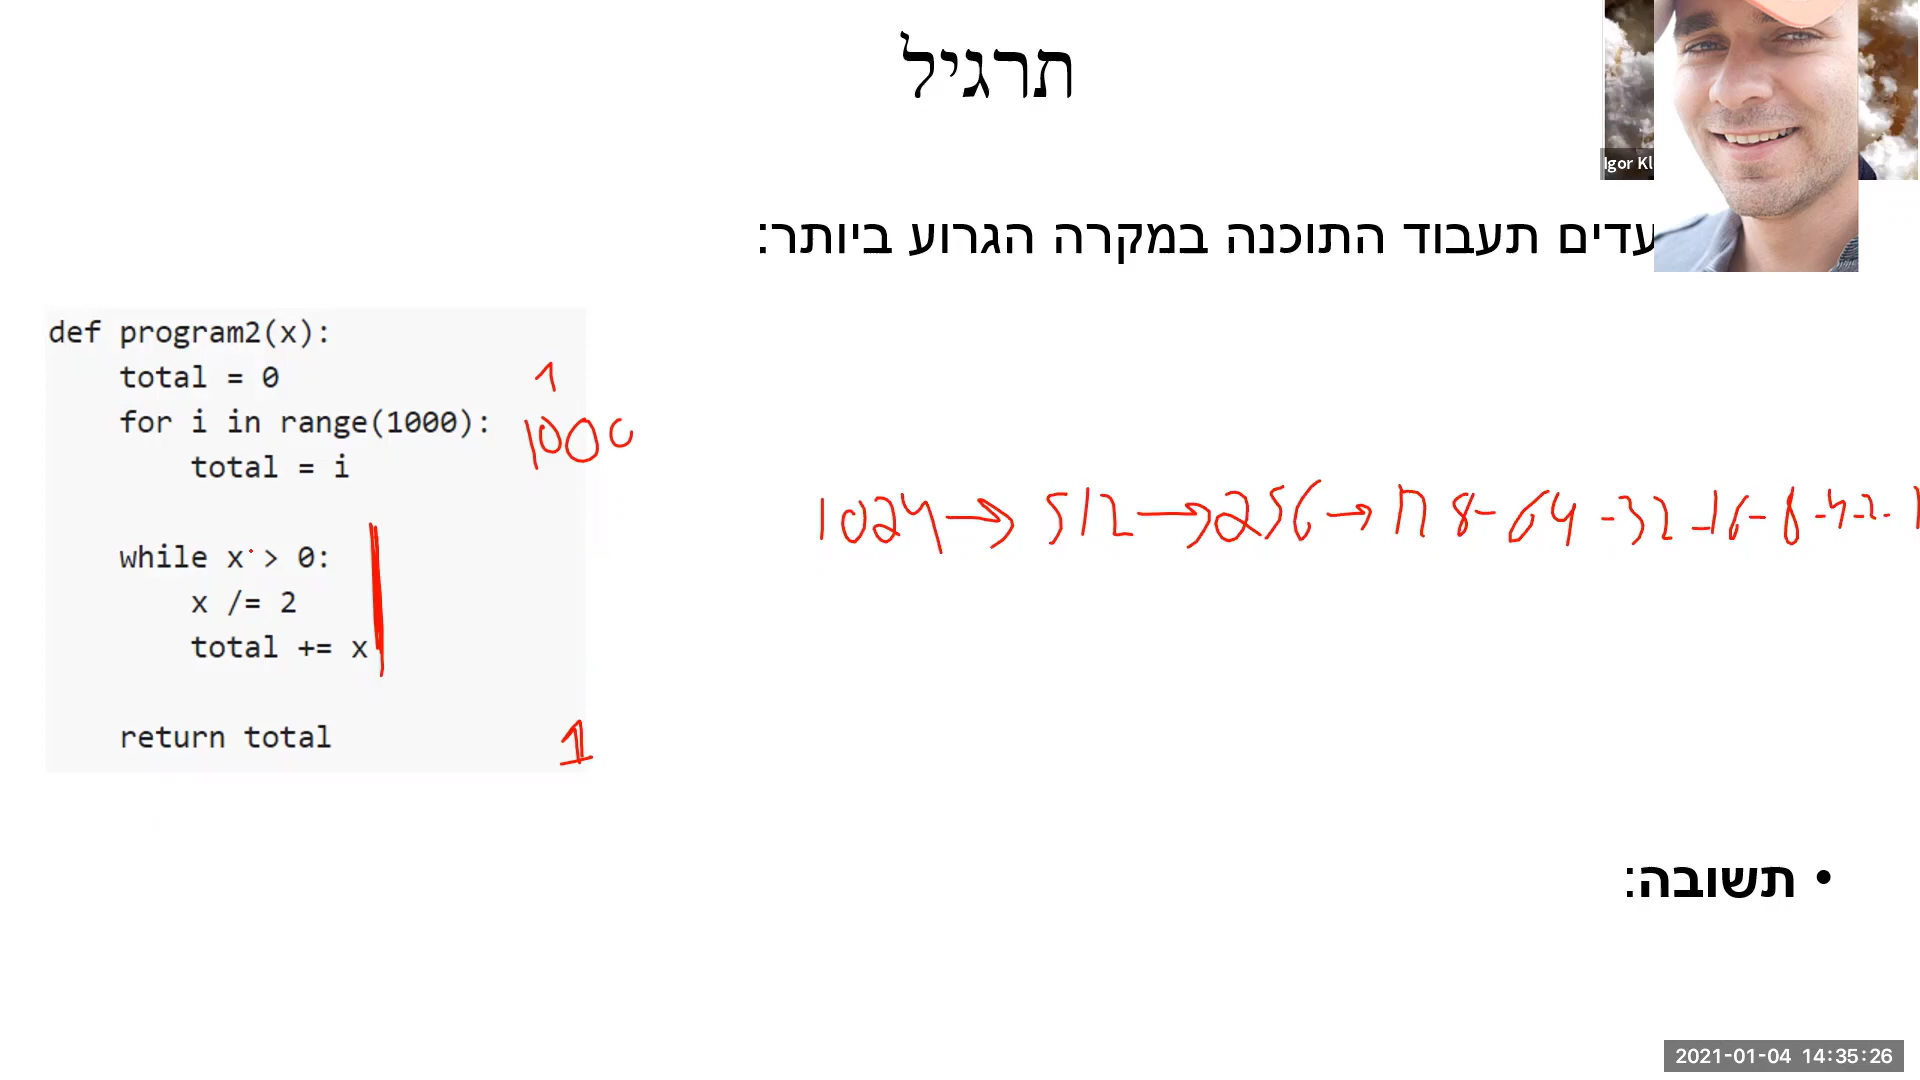 תרגיל
Igor Kl
עדים תעבוד התוכנה במקרה הגרוע ביותר:
def program2(x):
total = 0
1
for i in range(1000):
1000
total = i
1024 → 512 → 256 → 128 - 64 - 32 - 16 - 8 - 4 - 2 - 1
while x > 0:
x /= 2
total += x
return total
1
• תשובה:
2021-01-04 14:35:26